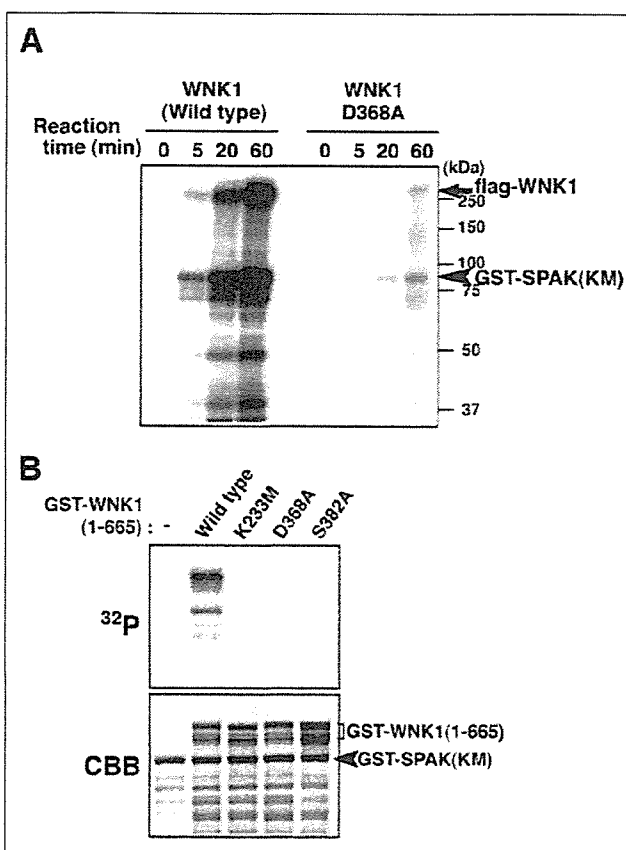 A
WNK1
(Wild type)
WNK1
D368A
Reaction
time (min)
0 5 20 60
0 5 20 60
(kDa)
flag-WNK1
250
150
100
GST-SPAK(KM)
75
50
37
B
GST-WNK1
(1-665) : - Wild type K233M D368A S382A
32P
GST-WNK1(1-665)
CBB
GST-SPAK(KM)